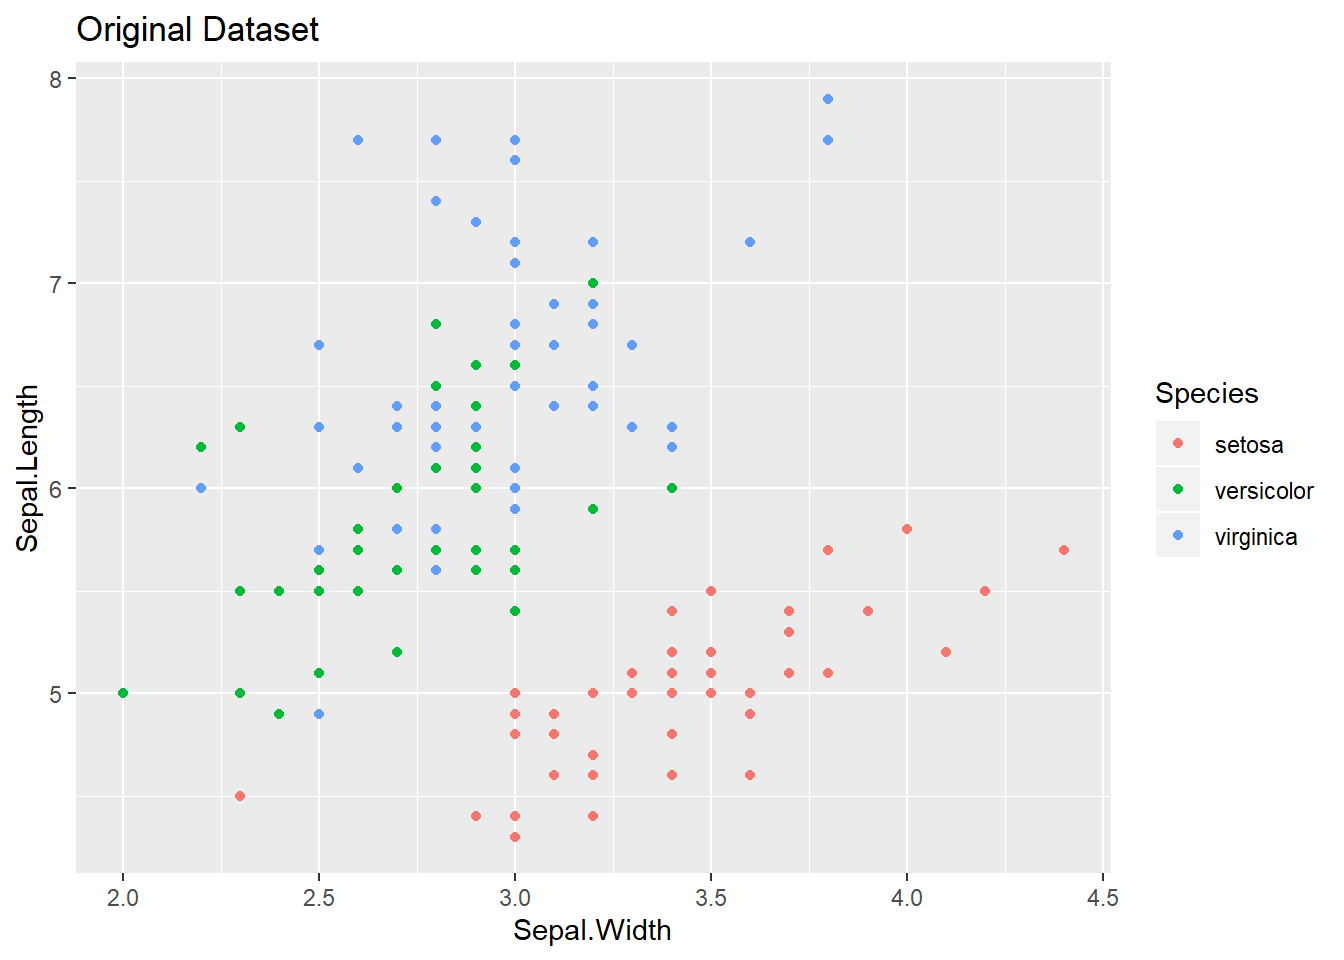 Original Dataset
8
7
6
5
Sepal.Length
2.0 2.5 3.0 3.5 4.0 4.5
Sepal.Width
Species
setosa
versicolor
virginica